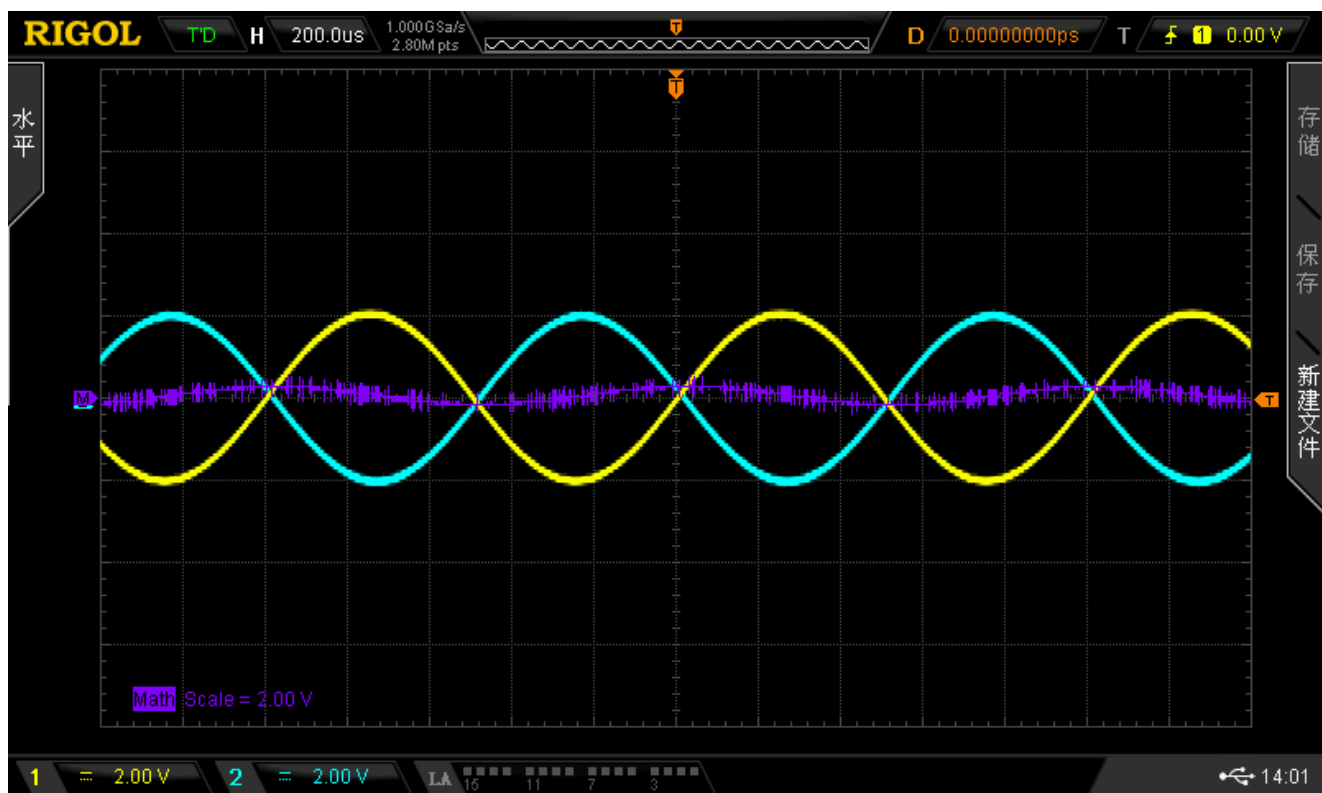 RIGOL T'D H 200.0us 1.000GSa/s 2.80Mpts T D 0.00000000ps T 1 0.00 V
水平
T
存储
保存
新建文件
M
T
Math Scale = 2.00 V
1 = 2.00 V 2 = 2.00 V LA 15 11 7 3 14:01